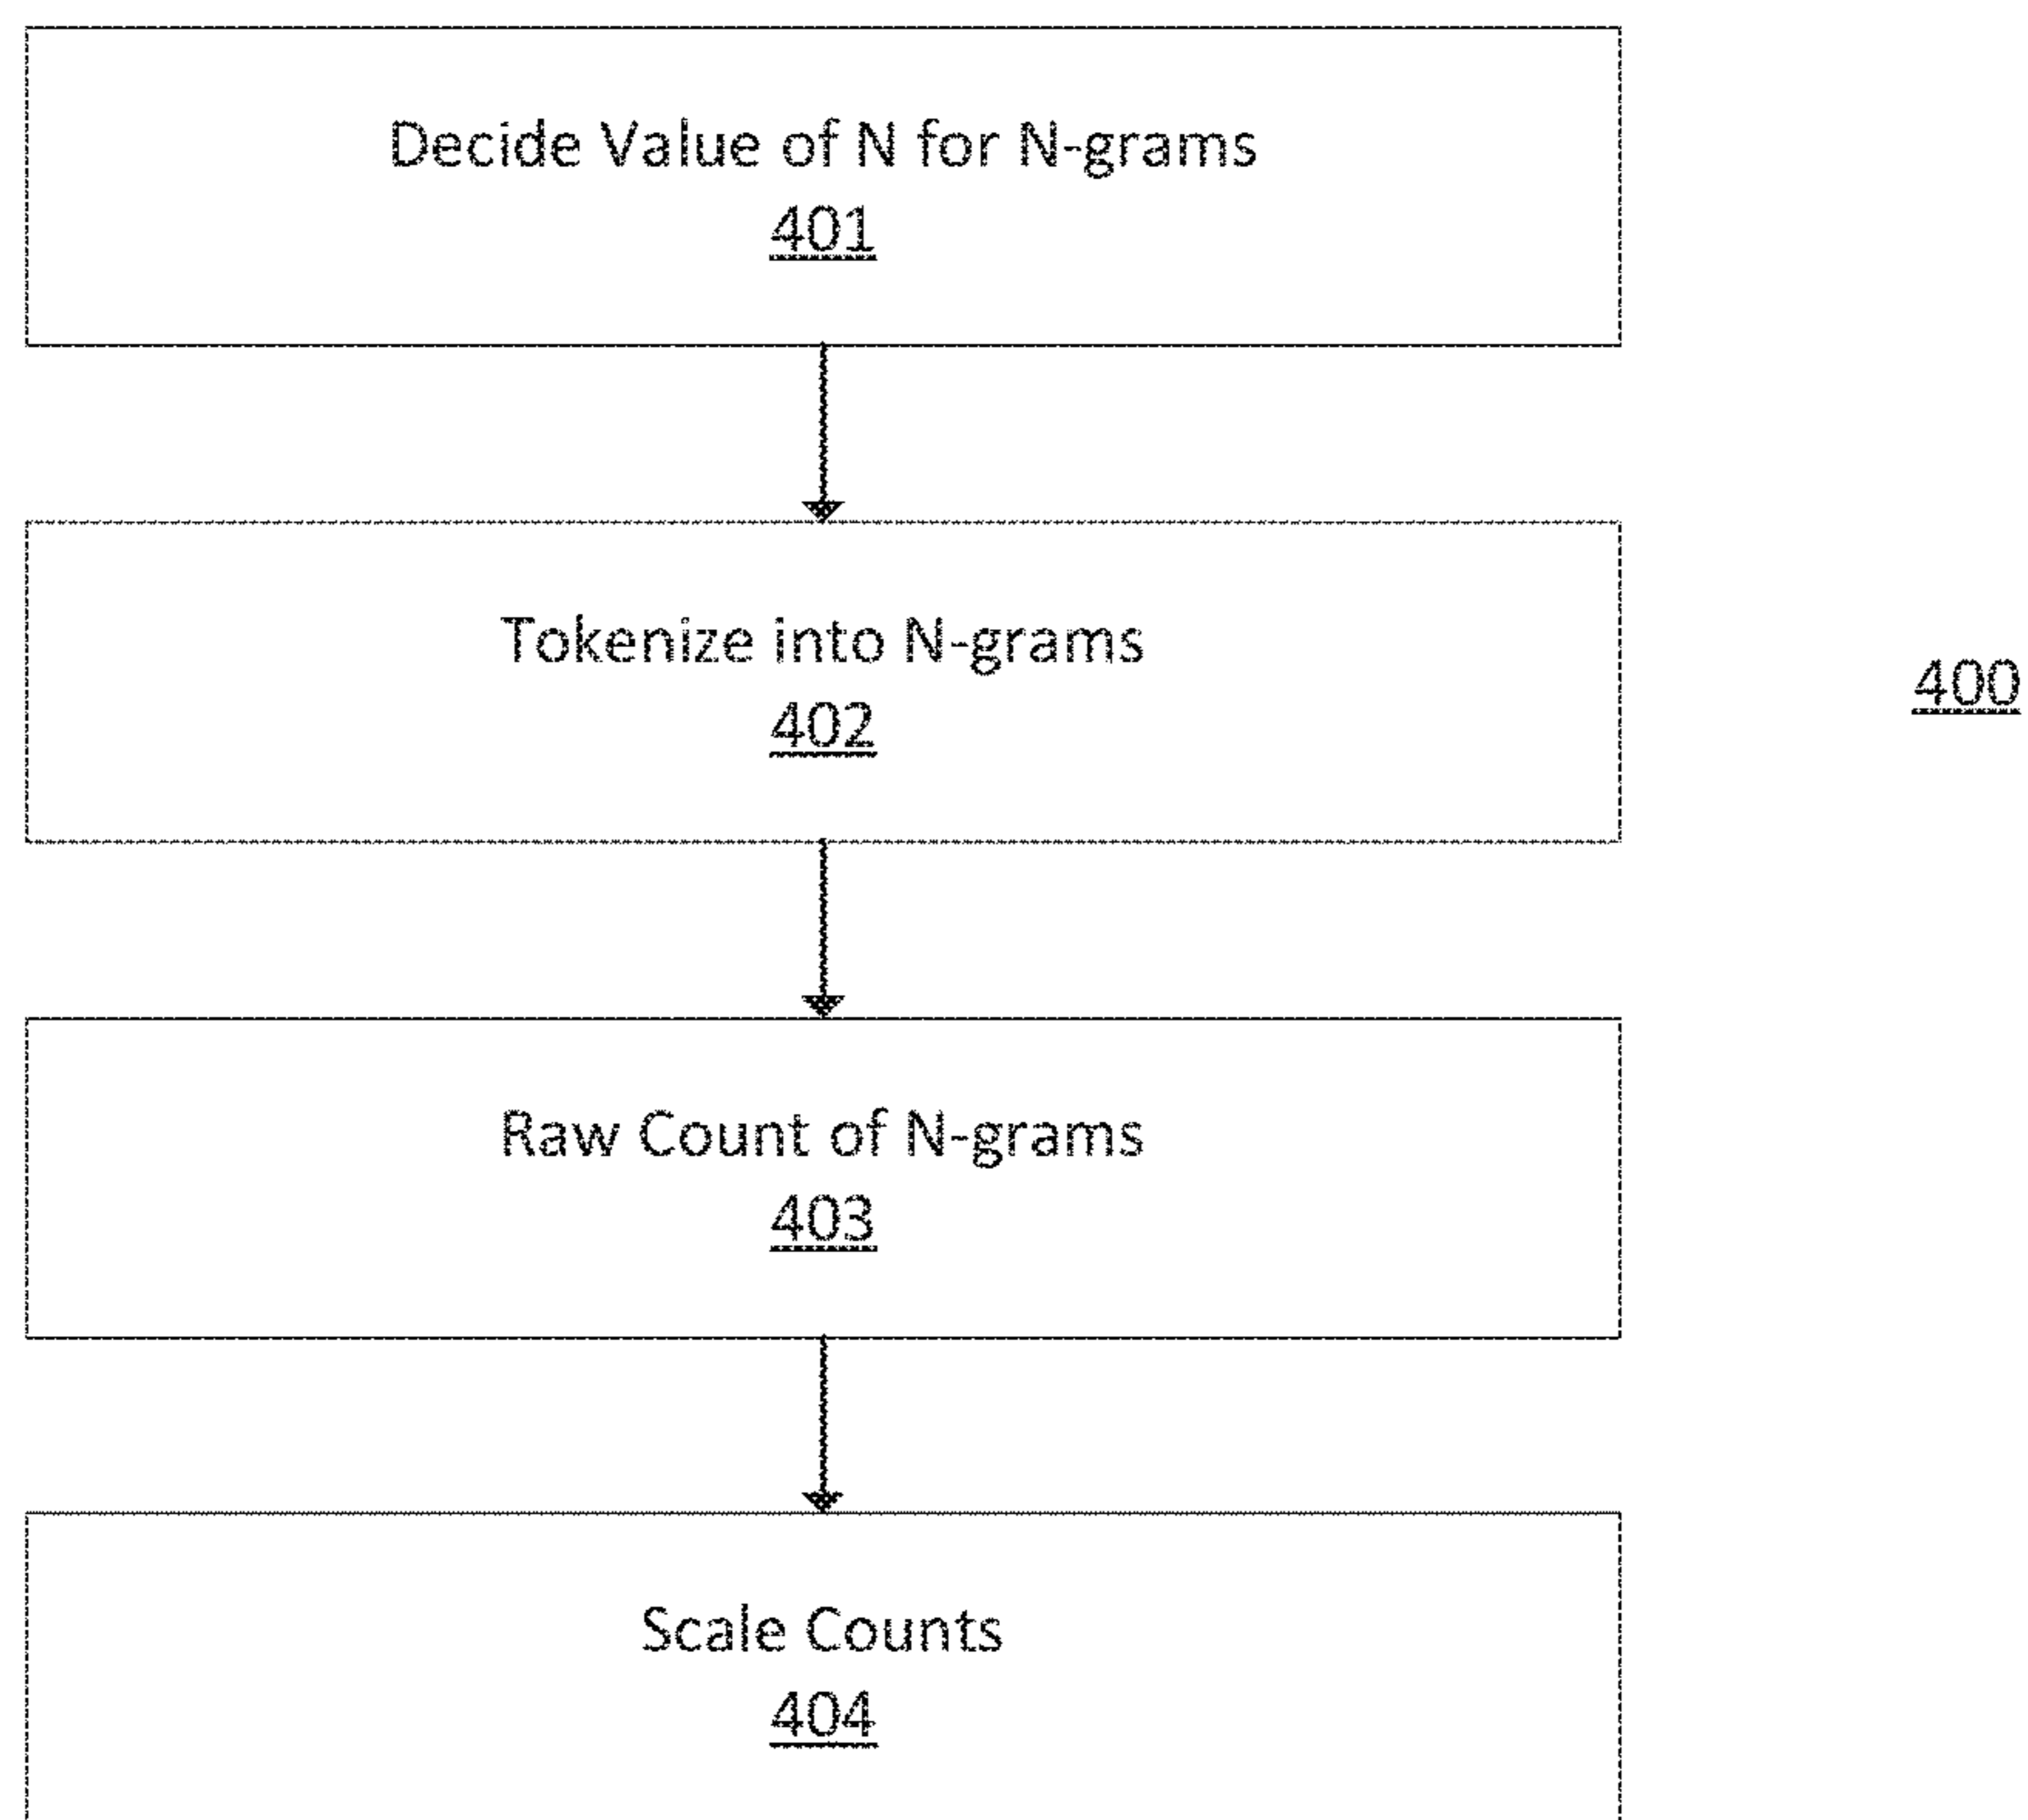 Decide Value of N for N-grams
401
Tokenize into N-grams
402
400
Raw Count of N-grams
403
Scale Counts
404